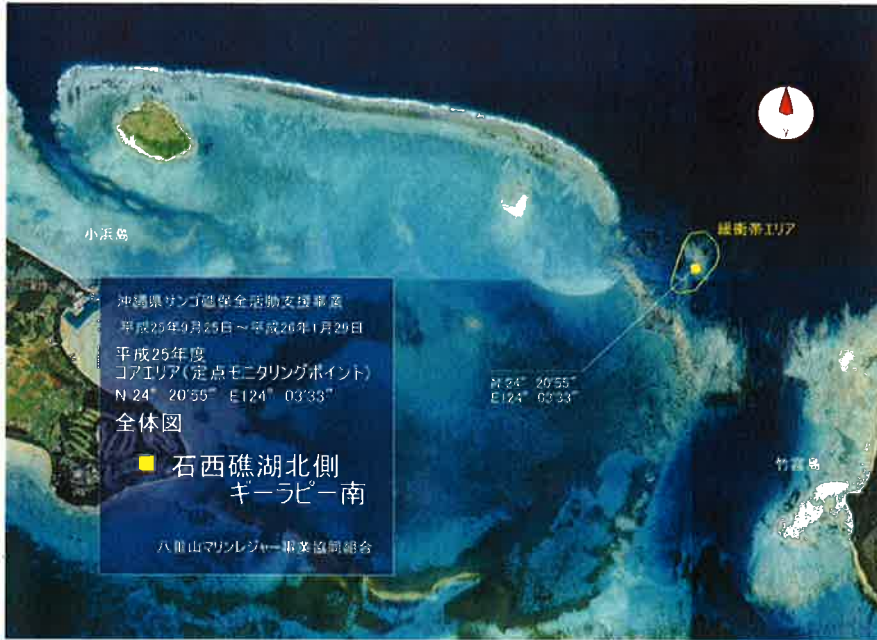 緩衝帯エリア
小浜島
沖縄県サンゴ礁保全活動支援事業
平成25年9月25日～平成26年1月29日
平成25年度
コアエリア(定点モニタリングポイント)
N 24° 20'55" E124° 03'33"
全体図
石西礁湖北側
ギーラピー南
八重山マリンレジャー事業協同組合
N 24° 20'55"
E124° 03'33"
竹富島